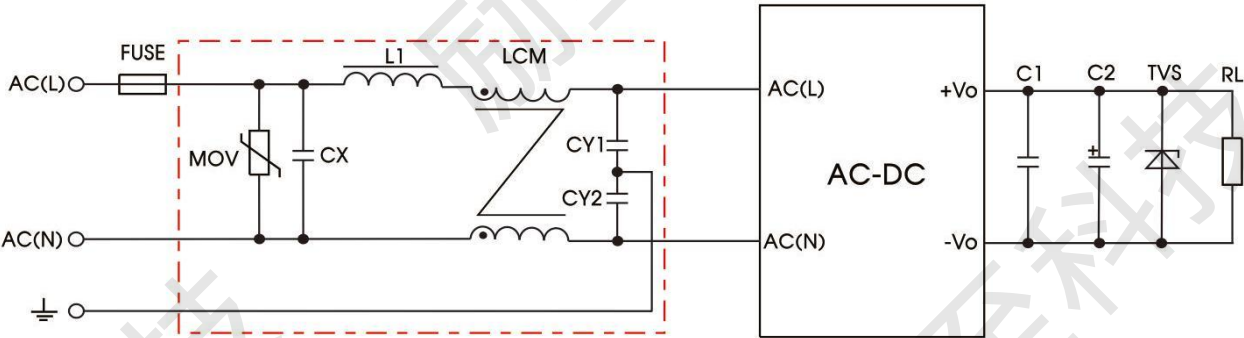 FUSE
L1
LCM
AC(L)
MOV
CX
CY1
CY2
AC(N)
AC(L)
AC(N)
AC-DC
+Vo
-Vo
C1
C2
+
TVS
RL